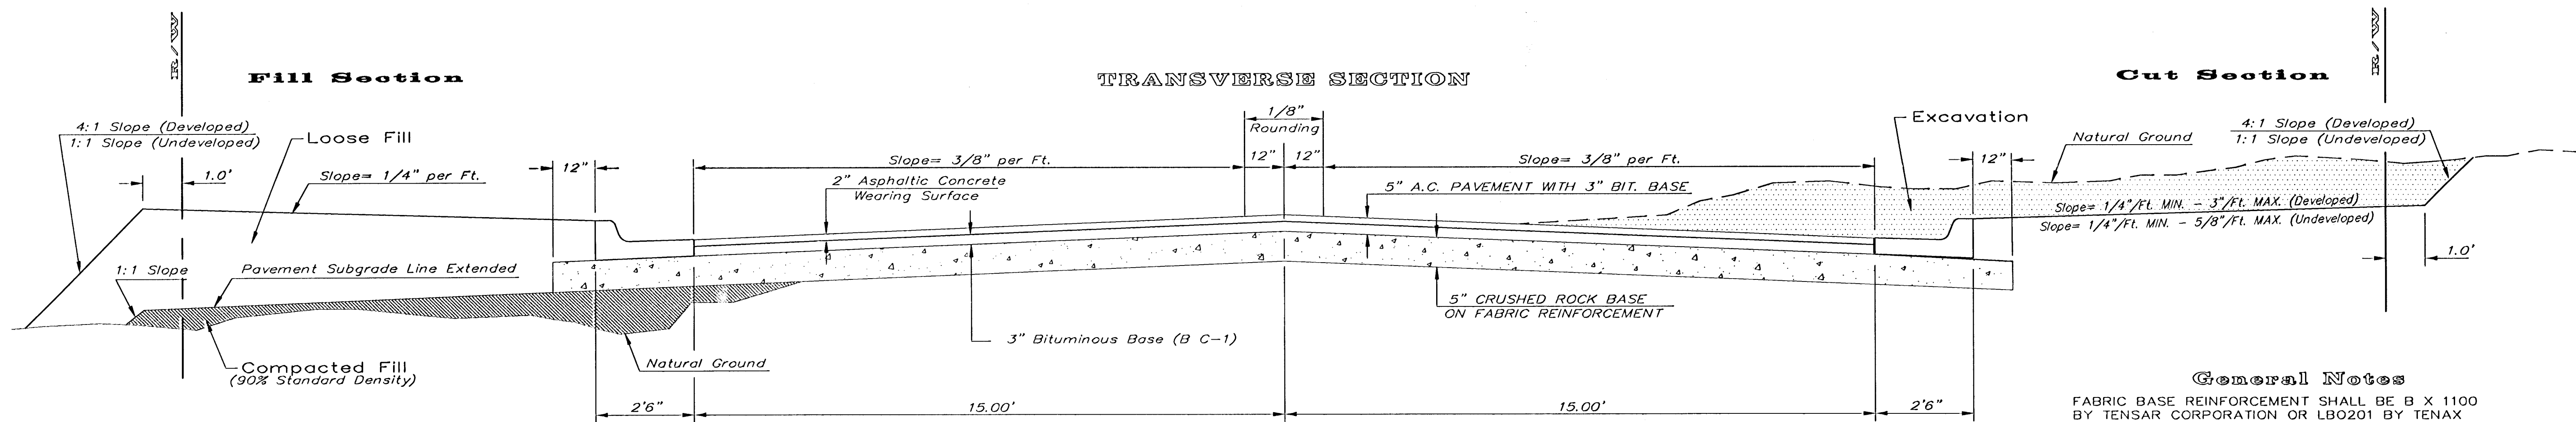 R/W
Fill Section
TRANSVERSE SECTION
Cut Section
R/W
1/8"
Rounding
12"
12"
4:1 Slope (Developed)
1:1 Slope (Undeveloped)
Loose Fill
1.0'
Slope= 1/4" per Ft.
12"
Slope= 3/8" per Ft.
2" Asphaltic Concrete
Wearing Surface
Slope= 3/8" per Ft.
5" A.C. PAVEMENT WITH 3" BIT. BASE
Excavation
Natural Ground
12"
4:1 Slope (Developed)
1:1 Slope (Undeveloped)
Slope= 1/4"/Ft. MIN. - 3"/Ft. MAX. (Developed)
Slope= 1/4"/Ft. MIN. - 5/8"/Ft. MAX. (Undeveloped)
1.0'
1:1 Slope
Pavement Subgrade Line Extended
5" CRUSHED ROCK BASE
ON FABRIC REINFORCEMENT
3" Bituminous Base (B C-1)
Natural Ground
Compacted Fill
(90% Standard Density)
2'6"
15.00'
15.00'
2'6"
General Notes
FABRIC BASE REINFORCEMENT SHALL BE B X 1100
BY TENSAR CORPORATION OR LBO201 BY TENAX